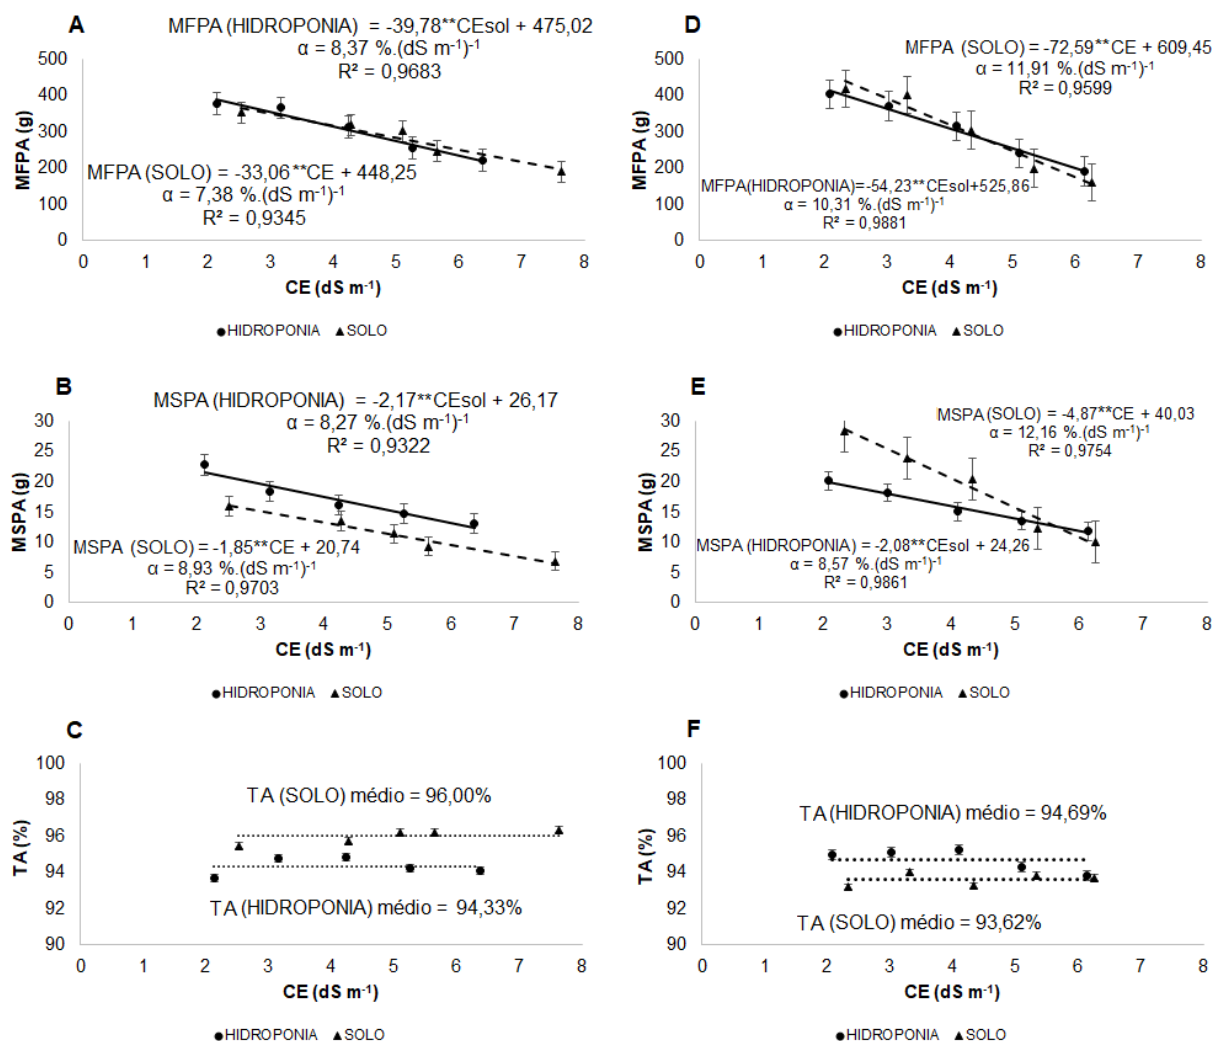 A
MFPA (HIDROPONIA) = -39,78**CEsol + 475,02
α = 8,37 %.(dS m⁻¹)⁻¹
R² = 0,9683
500
400
300
200
100
0
MFPA (g)
MFPA (SOLO) = -33,06 **CE + 448,25
α = 7,38 %.(dS m⁻¹)⁻¹
R² = 0,9345
0 1 2 3 4 5 6 7 8
CE (dS m⁻¹)
●HIDROPONIA ▲SOLO
D
MFPA (SOLO) = -72,59**CE + 609,45
α = 11,91 %.(dS m⁻¹)⁻¹
R² = 0,9599
500
400
300
200
100
0
MFPA (g)
MFPA(HIDROPONIA)=-54,23**CEsol+525,86
α = 10,31 %.(dS m⁻¹)⁻¹
R² = 0,9881
0 1 2 3 4 5 6 7 8
CE (dS m⁻¹)
●HIDROPONIA ▲SOLO
B
MSPA (HIDROPONIA) = -2,17**CEsol + 26,17
α = 8,27 %.(dS m⁻¹)⁻¹
R² = 0,9322
30
25
20
15
10
5
0
MSPA (g)
MSPA (SOLO) = -1,85**CE + 20,74
α = 8,93 %.(dS m⁻¹)⁻¹
R² = 0,9703
0 1 2 3 4 5 6 7 8
CE (dS m⁻¹)
●HIDROPONIA ▲SOLO
E
MSPA (SOLO) = -4,87**CE + 40,03
α = 12,16 %.(dS m⁻¹)⁻¹
R² = 0,9754
30
25
20
15
10
5
0
MSPA (g)
MSPA (HIDROPONIA) = -2,08**CEsol + 24,26
α = 8,57 %.(dS m⁻¹)⁻¹
R² = 0,9861
0 1 2 3 4 5 6 7 8
CE (dS m⁻¹)
●HIDROPONIA ▲SOLO
C
100
98
96
94
92
90
TA (%)
TA (SOLO) médio = 96,00%
TA (HIDROPONIA) médio = 94,33%
0 1 2 3 4 5 6 7 8
CE (dS m⁻¹)
●HIDROPONIA ▲SOLO
F
100
98
96
94
92
90
TA (%)
TA (HIDROPONIA) médio = 94,69%
TA (SOLO) médio = 93,62%
0 1 2 3 4 5 6 7 8
CE (dS m⁻¹)
●HIDROPONIA ▲SOLO